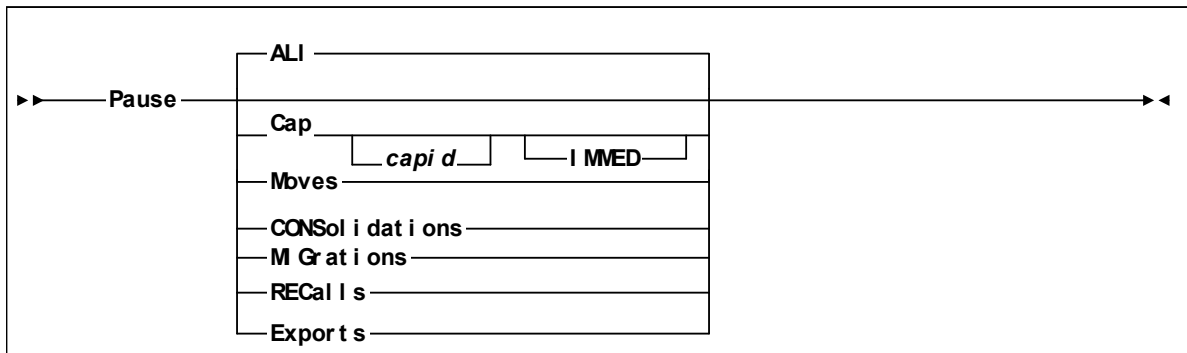 ALl
Pause
Cap
capid
IMMED
Moves
CONSolidations
MIGrations
RECalls
Exports